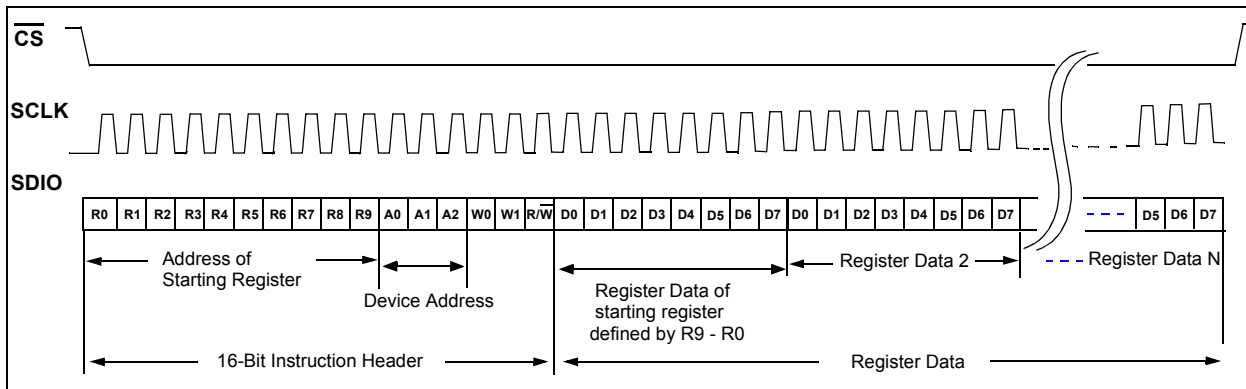 CS
SCLK
SDIO
R0 R1 R2 R3 R4 R5 R6 R7 R8 R9 A0 A1 A2 W0 W1 R/W D0 D1 D2 D3 D4 D5 D6 D7 D0 D1 D2 D3 D4 D5 D6 D7 D5 D6 D7
Address of
Starting Register
Device Address
Register Data of
starting register
defined by R9 - R0
Register Data 2
Register Data N
16-Bit Instruction Header
Register Data